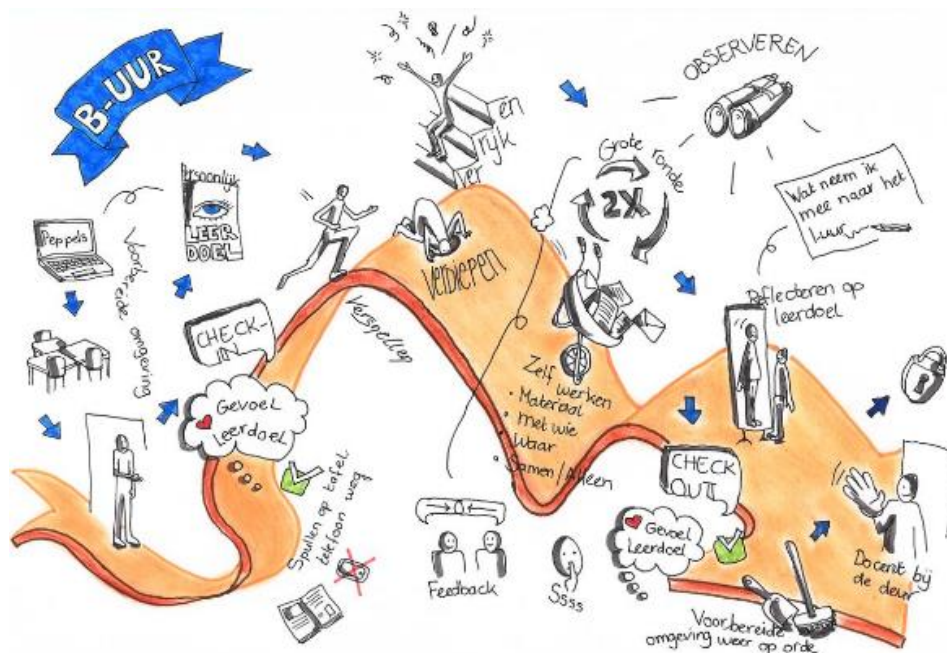 B-UUR
Persoonlijk
LEER
DOEL
Peppels
Voorbereide omgeving
CHECK-
IN
Gevoel
Leerdoel
Spullen op tafel
telefoon weg
Versnelling
VERDIEPEN
ver
rijk
en
Grote ronde
2X
OBSERVEREN
Wat neem ik
mee naar het
uur
Zelf werken
• Materiaal
• Met wie
• Waar
• Samen/Alleen
Feedback
Ssss
Reflecteren op
leerdoel
CHECK
OUT
Gevoel
Leerdoel
Docent bij
de deur
Voorbereide
omgeving weer op orde